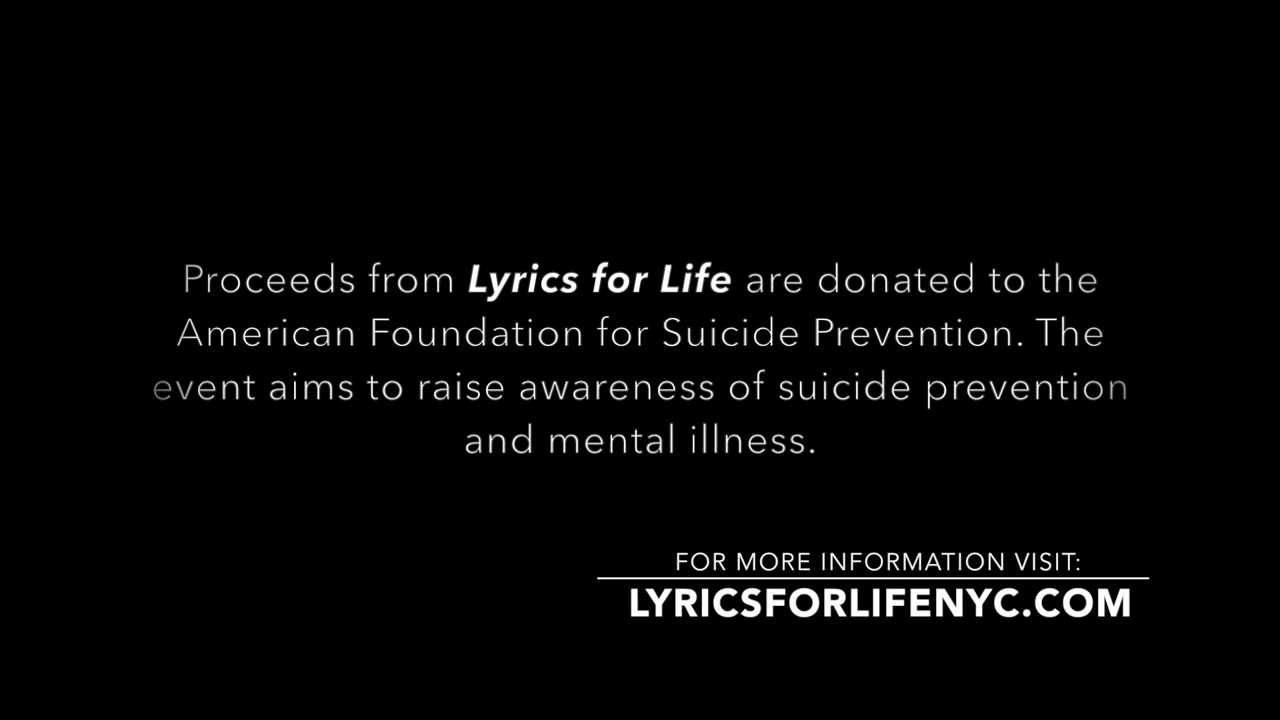 Proceeds from Lyrics for Life are donated to the
American Foundation for Suicide Prevention. The
event aims to raise awareness of suicide prevention
and mental illness.
FOR MORE INFORMATION VISIT:
LYRICSFORLIFENYC.COM